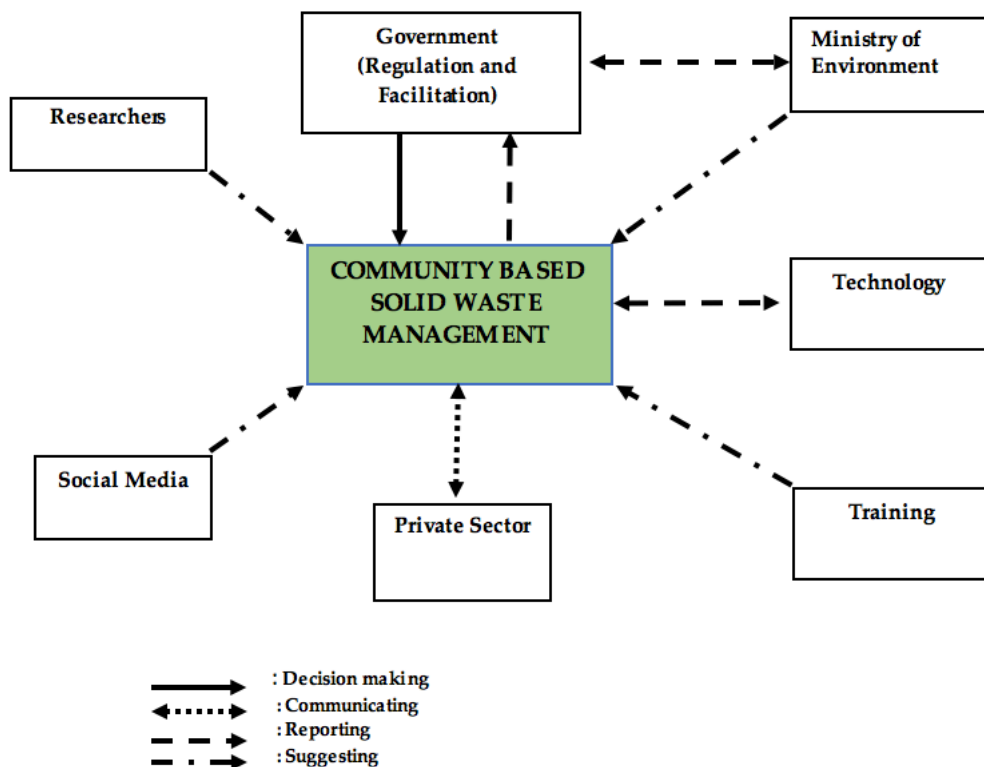 Government
(Regulation and
Facilitation)
Ministry of
Environment
Researchers
COMMUNITY BASED
SOLID WASTE
MANAGEMENT
Technology
Social Media
Private Sector
Training
: Decision making
: Communicating
: Reporting
: Suggesting